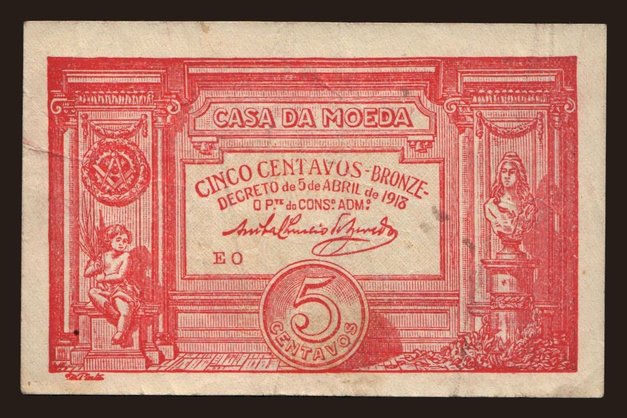 CASA DA MOEDA
CINCO CENTAVOS-BRONZE-
DECRETO de 5 de ABRIL de 1918
O P.TE do CONS.º ADM.º
EO
5
CENTAVOS